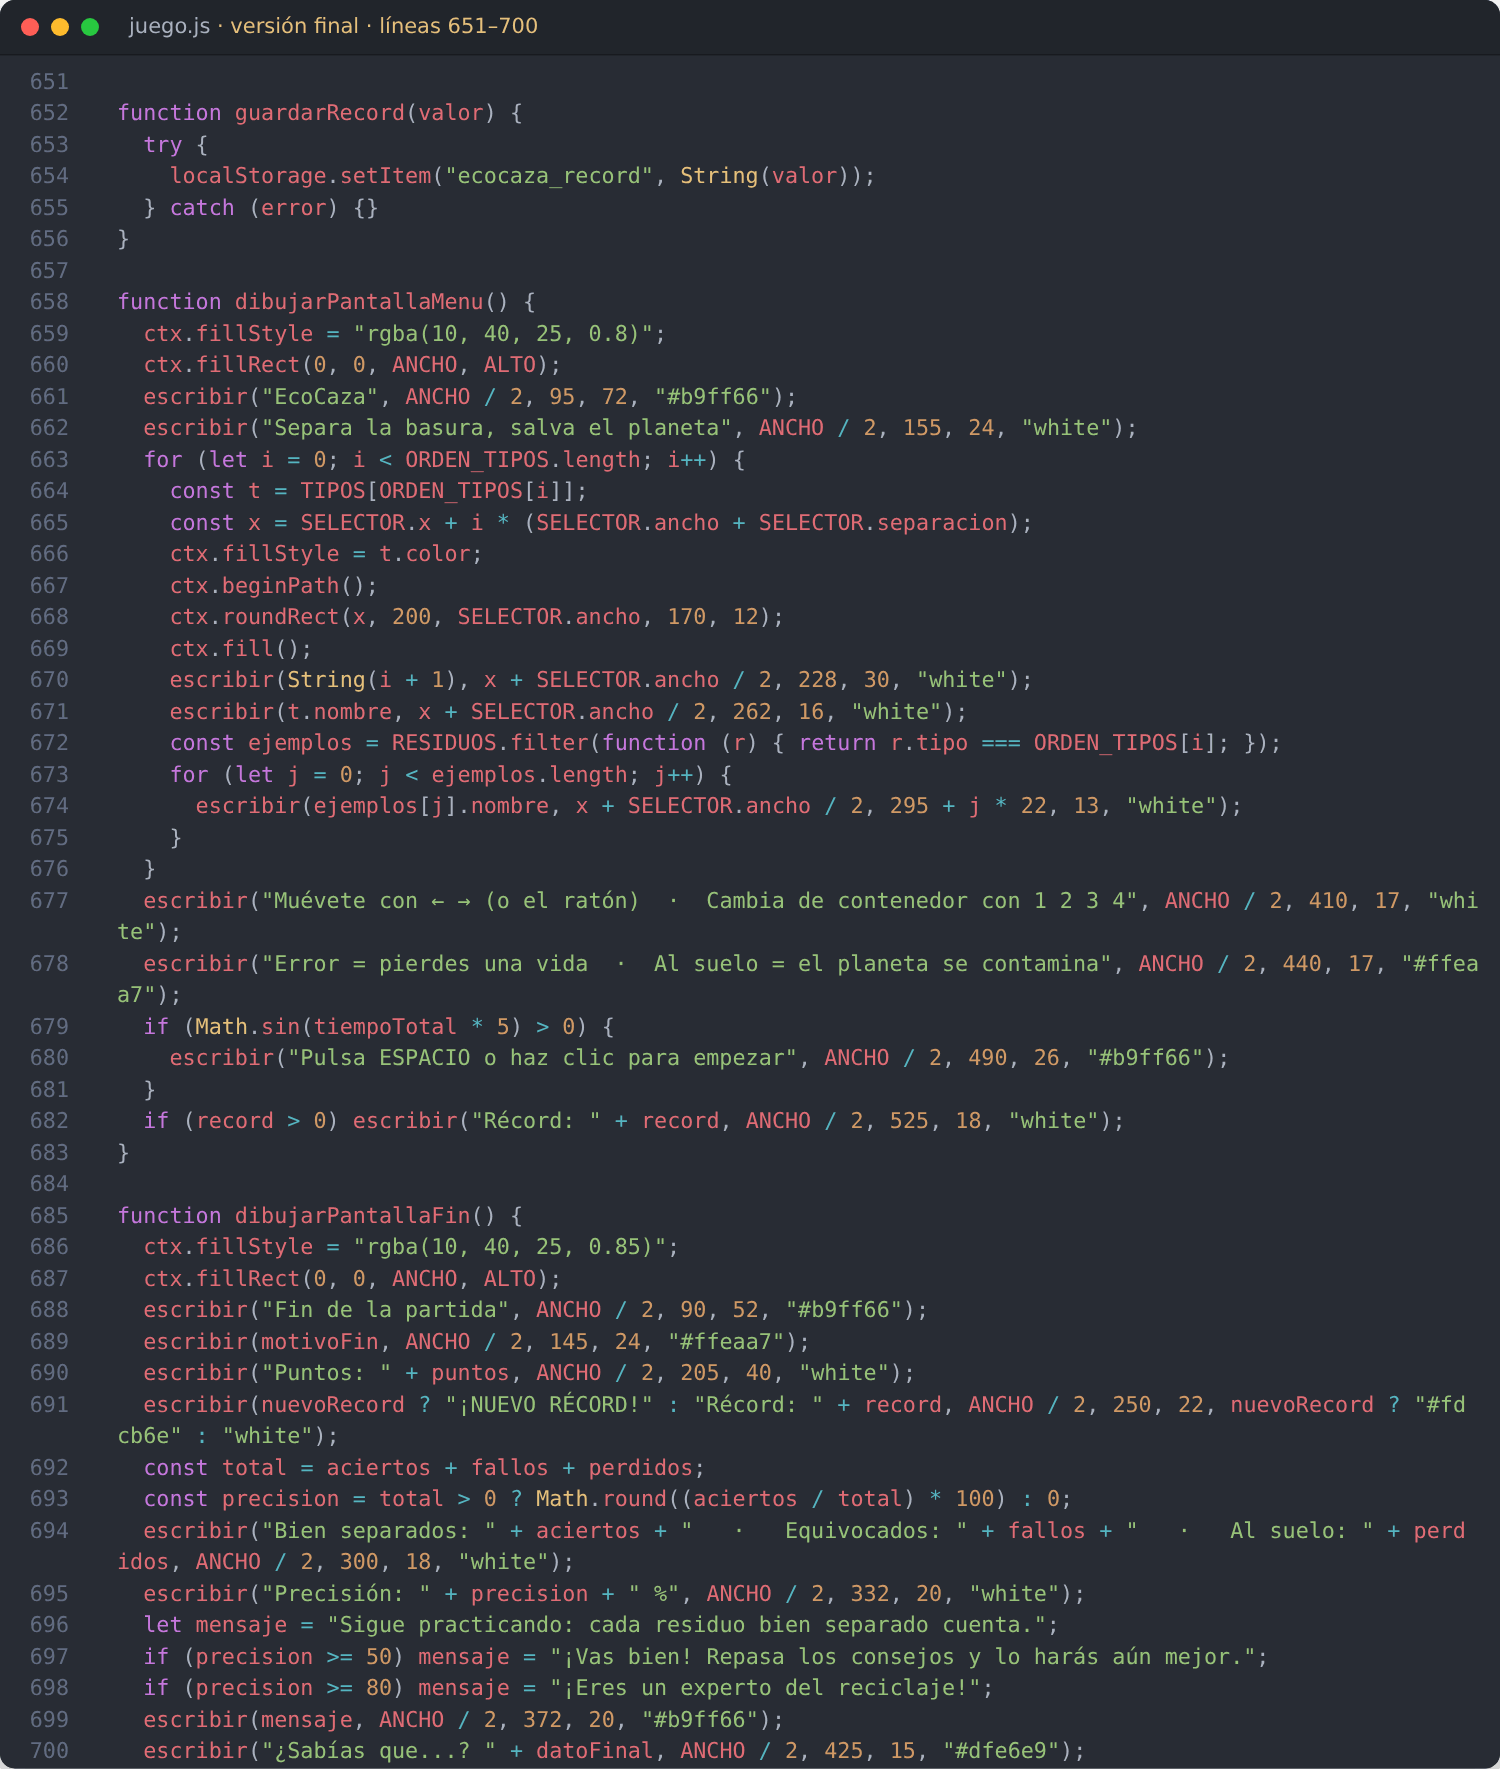 juego.js · versión final · líneas 651–700
651
652 function guardarRecord(valor) {
653   try {
654     localStorage.setItem("ecocaza_record", String(valor));
655   } catch (error) {}
656 }
657
658 function dibujarPantallaMenu() {
659   ctx.fillStyle = "rgba(10, 40, 25, 0.8)";
660   ctx.fillRect(0, 0, ANCHO, ALTO);
661   escribir("EcoCaza", ANCHO / 2, 95, 72, "#b9ff66");
662   escribir("Separa la basura, salva el planeta", ANCHO / 2, 155, 24, "white");
663   for (let i = 0; i < ORDEN_TIPOS.length; i++) {
664     const t = TIPOS[ORDEN_TIPOS[i]];
665     const x = SELECTOR.x + i * (SELECTOR.ancho + SELECTOR.separacion);
666     ctx.fillStyle = t.color;
667     ctx.beginPath();
668     ctx.roundRect(x, 200, SELECTOR.ancho, 170, 12);
669     ctx.fill();
670     escribir(String(i + 1), x + SELECTOR.ancho / 2, 228, 30, "white");
671     escribir(t.nombre, x + SELECTOR.ancho / 2, 262, 16, "white");
672     const ejemplos = RESIDUOS.filter(function (r) { return r.tipo === ORDEN_TIPOS[i]; });
673     for (let j = 0; j < ejemplos.length; j++) {
674       escribir(ejemplos[j].nombre, x + SELECTOR.ancho / 2, 295 + j * 22, 13, "white");
675     }
676   }
677   escribir("Muévete con ← → (o el ratón)  ·  Cambia de contenedor con 1 2 3 4", ANCHO / 2, 410, 17, "whi
te");
678   escribir("Error = pierdes una vida  ·  Al suelo = el planeta se contamina", ANCHO / 2, 440, 17, "#ffea
a7");
679   if (Math.sin(tiempoTotal * 5) > 0) {
680     escribir("Pulsa ESPACIO o haz clic para empezar", ANCHO / 2, 490, 26, "#b9ff66");
681   }
682   if (record > 0) escribir("Récord: " + record, ANCHO / 2, 525, 18, "white");
683 }
684
685 function dibujarPantallaFin() {
686   ctx.fillStyle = "rgba(10, 40, 25, 0.85)";
687   ctx.fillRect(0, 0, ANCHO, ALTO);
688   escribir("Fin de la partida", ANCHO / 2, 90, 52, "#b9ff66");
689   escribir(motivoFin, ANCHO / 2, 145, 24, "#ffeaa7");
690   escribir("Puntos: " + puntos, ANCHO / 2, 205, 40, "white");
691   escribir(nuevoRecord ? "¡NUEVO RÉCORD!" : "Récord: " + record, ANCHO / 2, 250, 22, nuevoRecord ? "#fd
cb6e" : "white");
692   const total = aciertos + fallos + perdidos;
693   const precision = total > 0 ? Math.round((aciertos / total) * 100) : 0;
694   escribir("Bien separados: " + aciertos + "   ·   Equivocados: " + fallos + "   ·   Al suelo: " + perd
idos, ANCHO / 2, 300, 18, "white");
695   escribir("Precisión: " + precision + " %", ANCHO / 2, 332, 20, "white");
696   let mensaje = "Sigue practicando: cada residuo bien separado cuenta.";
697   if (precision >= 50) mensaje = "¡Vas bien! Repasa los consejos y lo harás aún mejor.";
698   if (precision >= 80) mensaje = "¡Eres un experto del reciclaje!";
699   escribir(mensaje, ANCHO / 2, 372, 20, "#b9ff66");
700   escribir("¿Sabías que...? " + datoFinal, ANCHO / 2, 425, 15, "#dfe6e9");